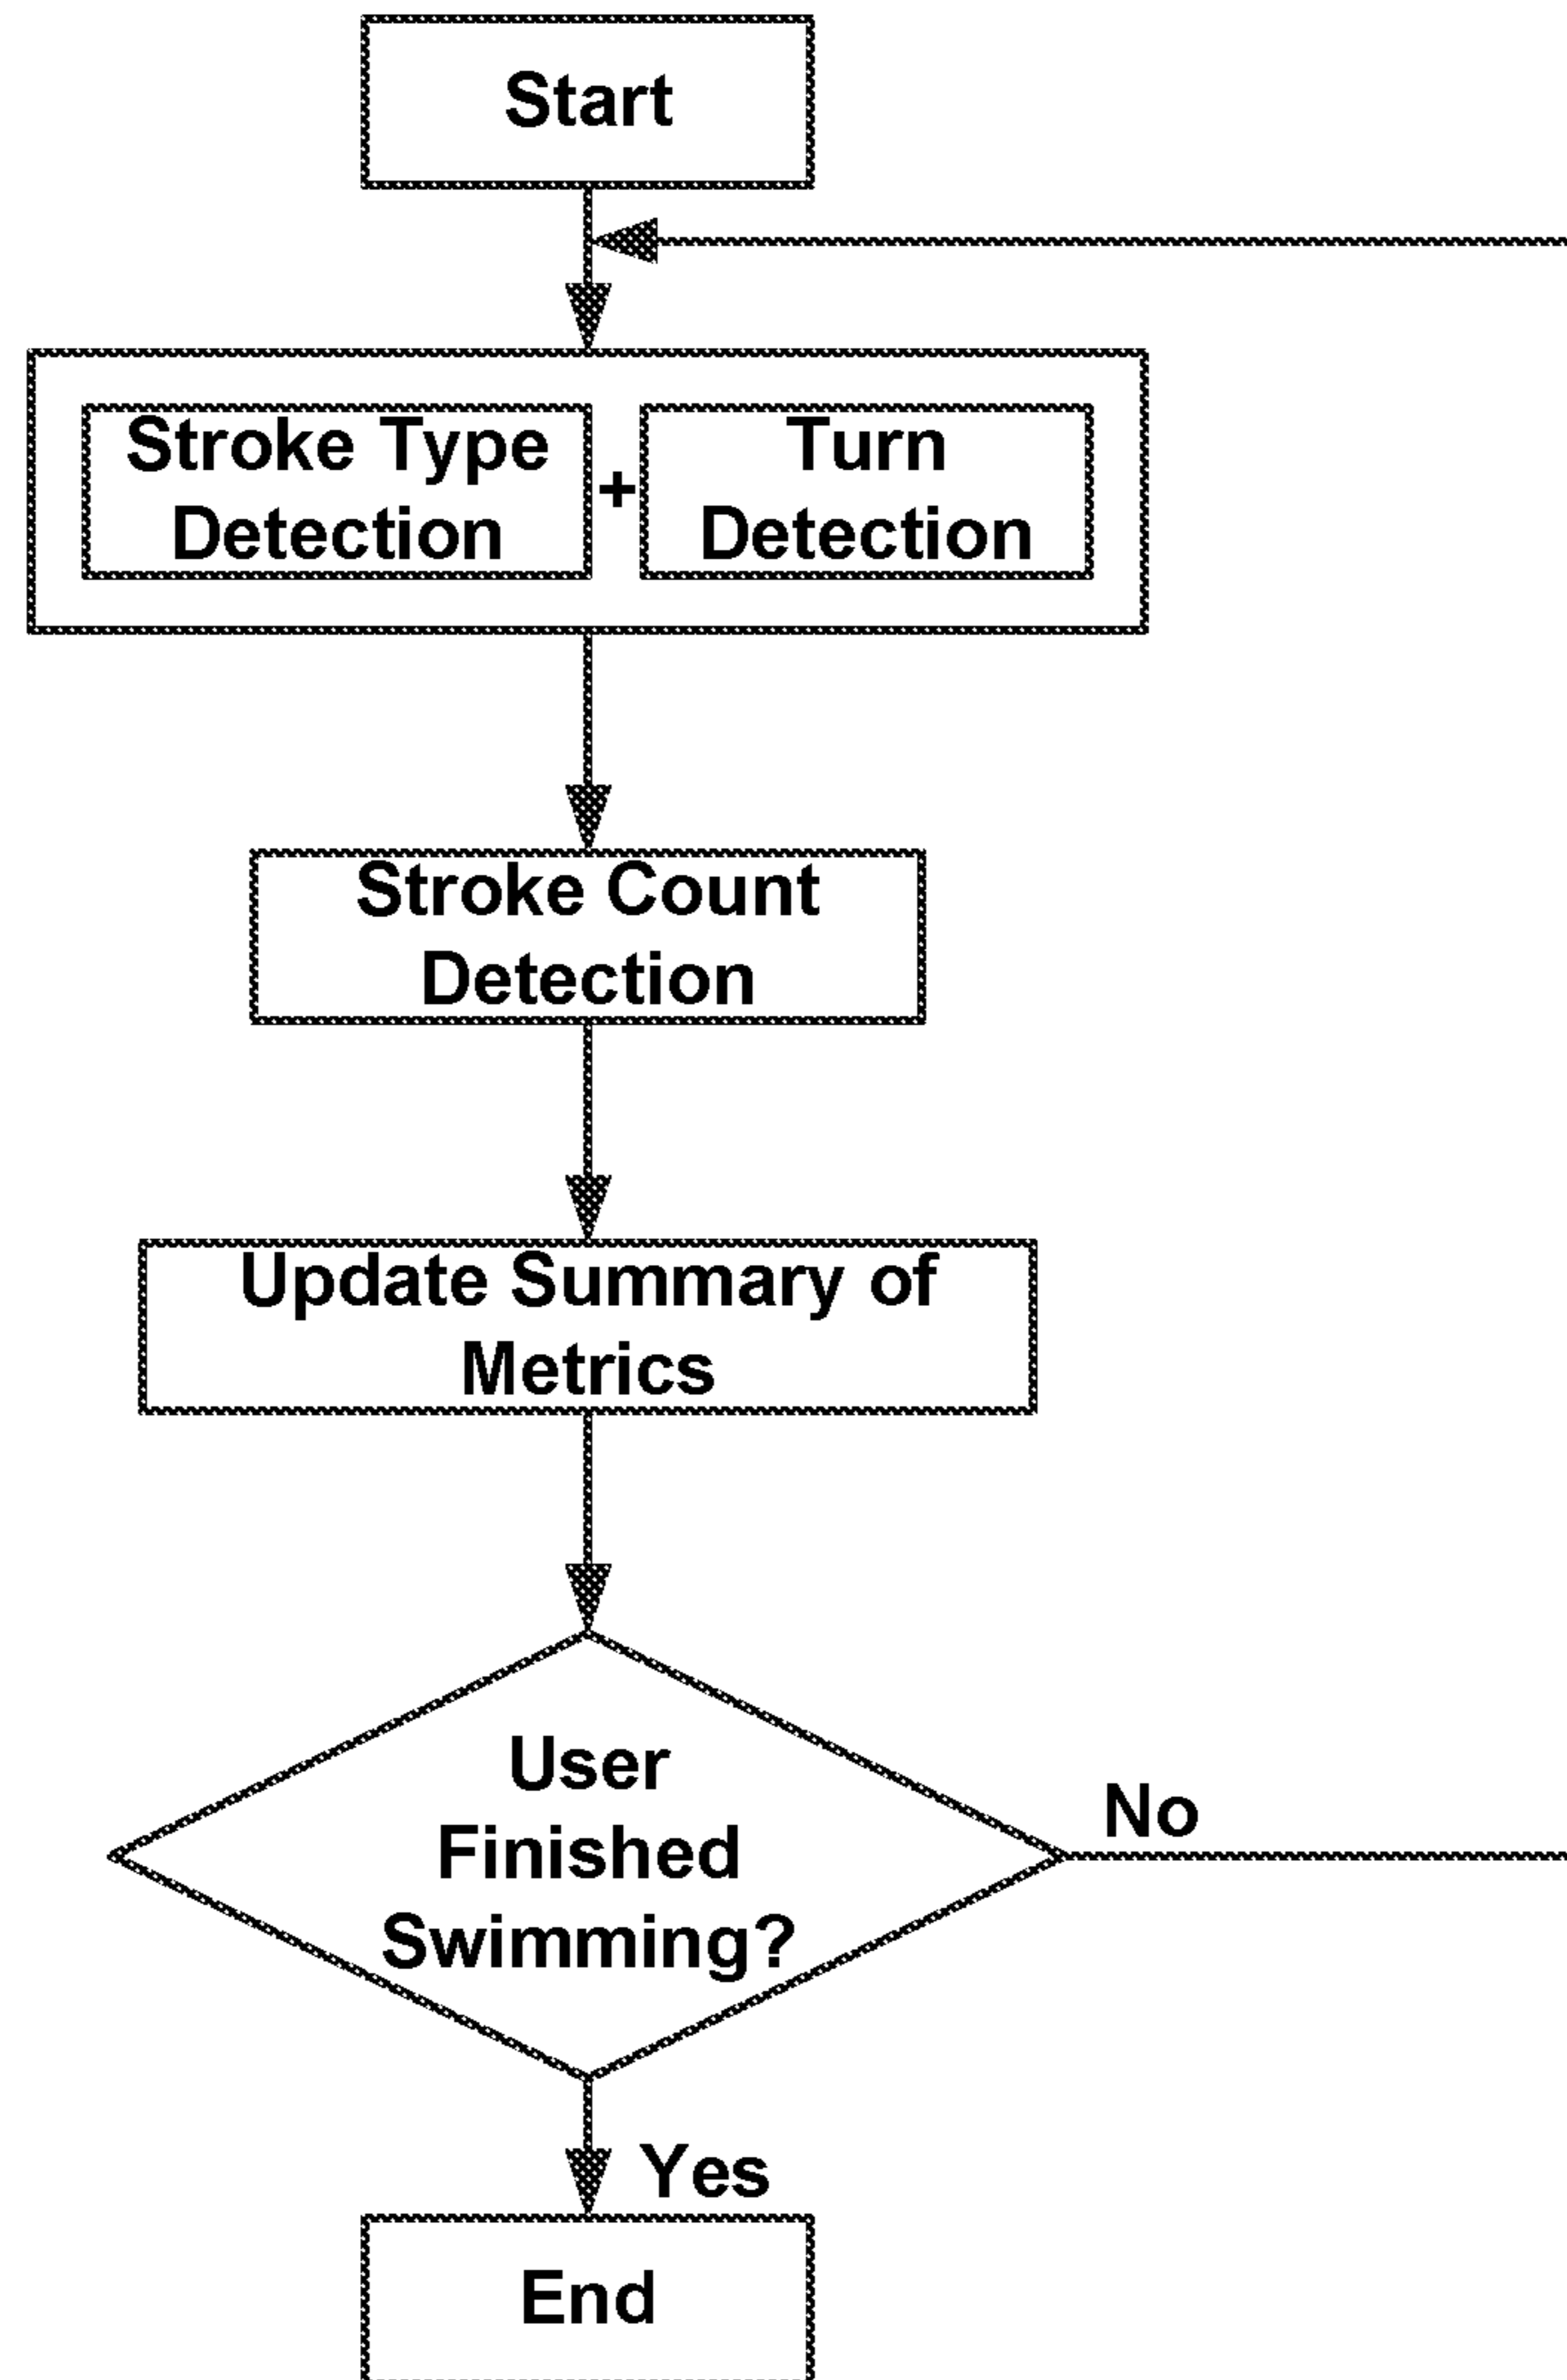 Start
Stroke Type
Detection
+
Turn
Detection
Stroke Count
Detection
Update Summary of
Metrics
User
Finished
Swimming?
No
Yes
End